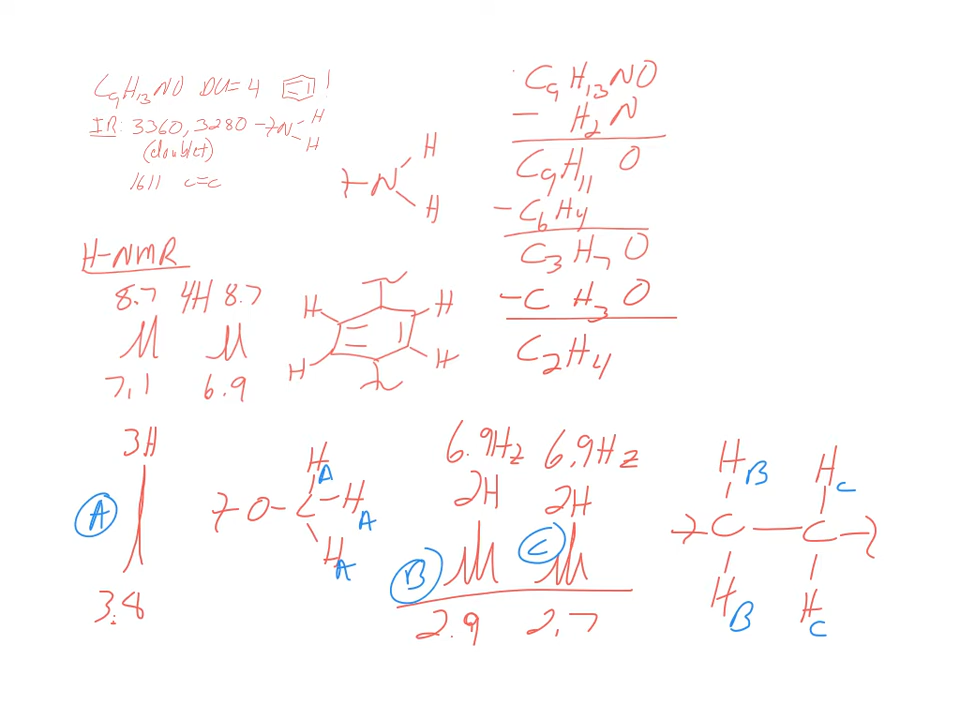 C9H13NO DU=4 !
IR: 3360, 3280 -N H
H
(doublet)
1611 C=C
N H
H
C9H13NO
- H2N
C9H11 O
- C6H4
C3H7O
- C H3 O
C2H4
H-NMR
8.7 4H 8.7
7.1 6.9
H H
H H
3H
A
3.8
H A
O-C-H A
H A
6.9Hz 6.9Hz
2H 2H
B C
2.9 2.7
H B H C
C — C
H B H C